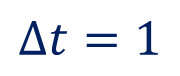 Δt = 1